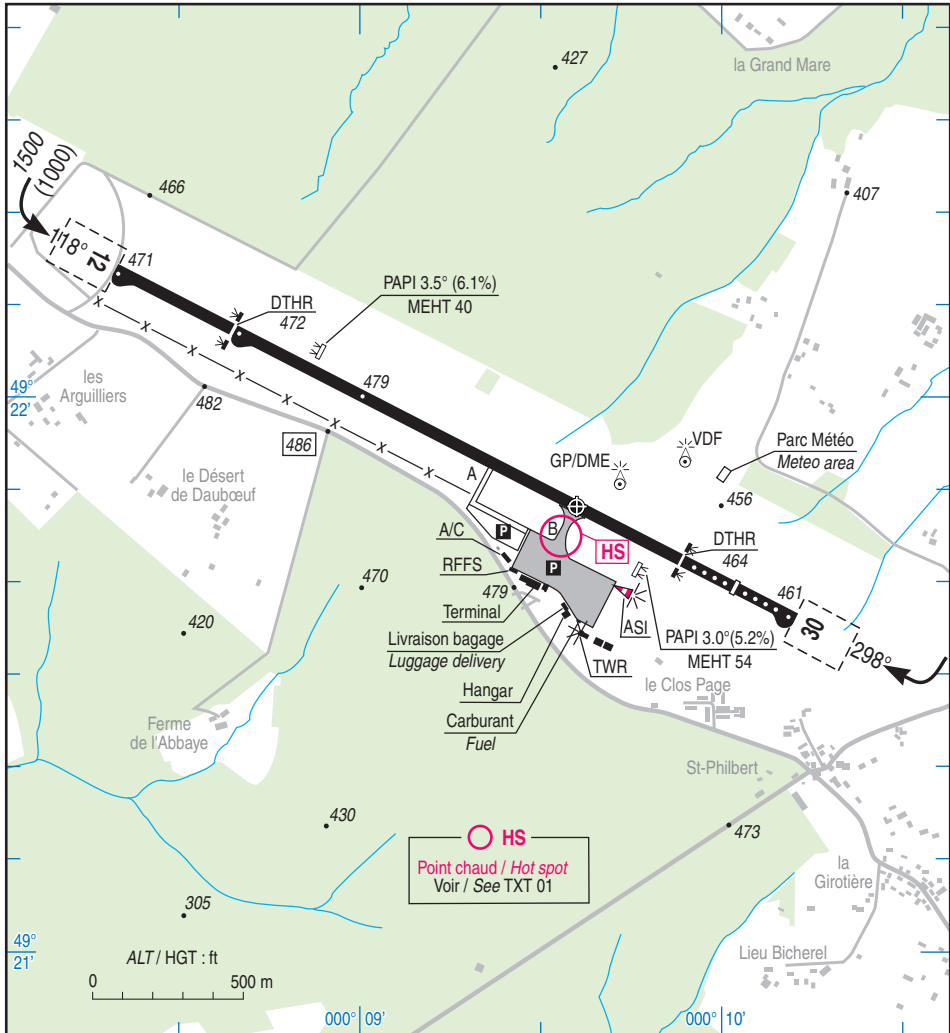 427
la Grand Mare
1500
(1000)
466
407
118°
12
471
PAPI 3.5° (6.1%)
MEHT 40
DTHR
472
les
Arguilliers
479
49°
22'
482
486
VDF
GP/DME
Parc Météo
Meteo area
A
le Désert
de Daubœuf
456
B
P
HS
DTHR
464
A/C
RFFS
P
470
479
461
30
Terminal
420
ASI
PAPI 3.0°(5.2%)
MEHT 54
298°
Livraison bagage
Luggage delivery
TWR
le Clos Page
Hangar
Ferme
de l'Abbaye
Carburant
Fuel
St-Philbert
430
473
HS
Point chaud / Hot spot
Voir / See TXT 01
la
Girotière
305
49°
21'
Lieu Bicherel
ALT / HGT : ft
0 500 m
000° 09'
000° 10'